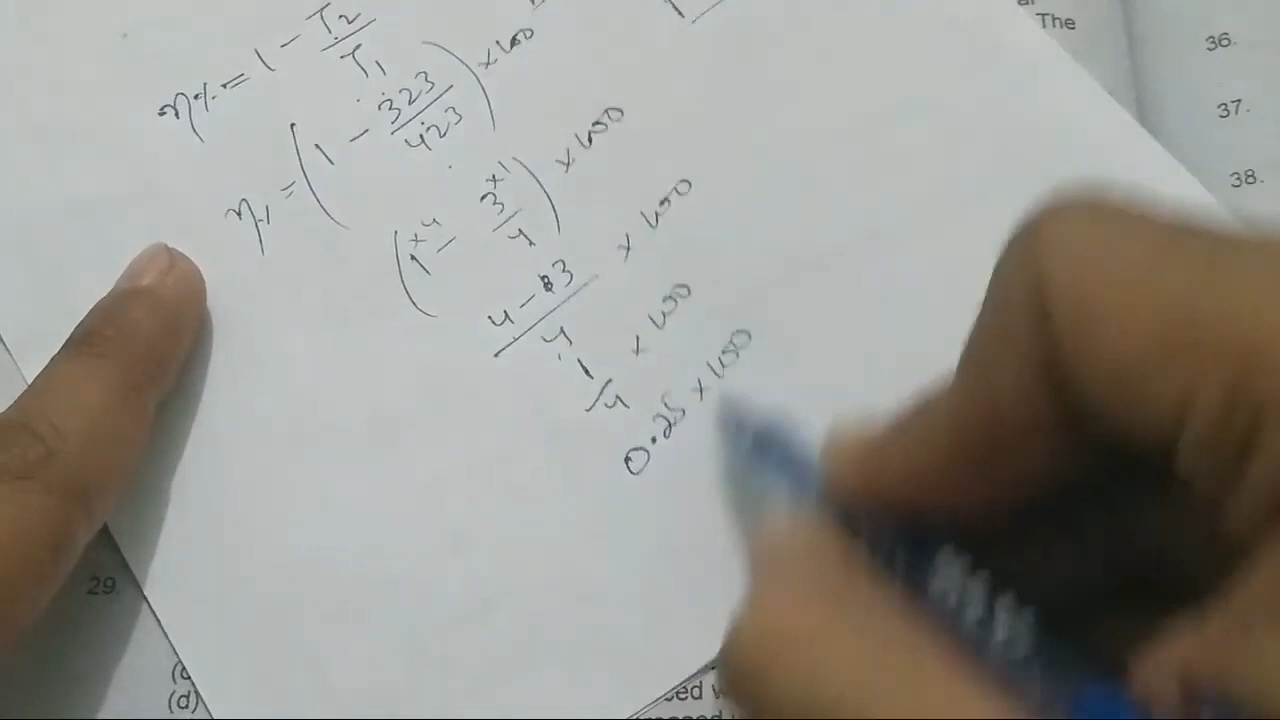 η% = 1 - T2/T1
η% = (1 - 323/423) × 100
(1×4 - 3×1/4) × 100
4 - 3/4 × 100
1/4 × 100
0.25 × 100
The
36.
37.
38.
29.
(d)